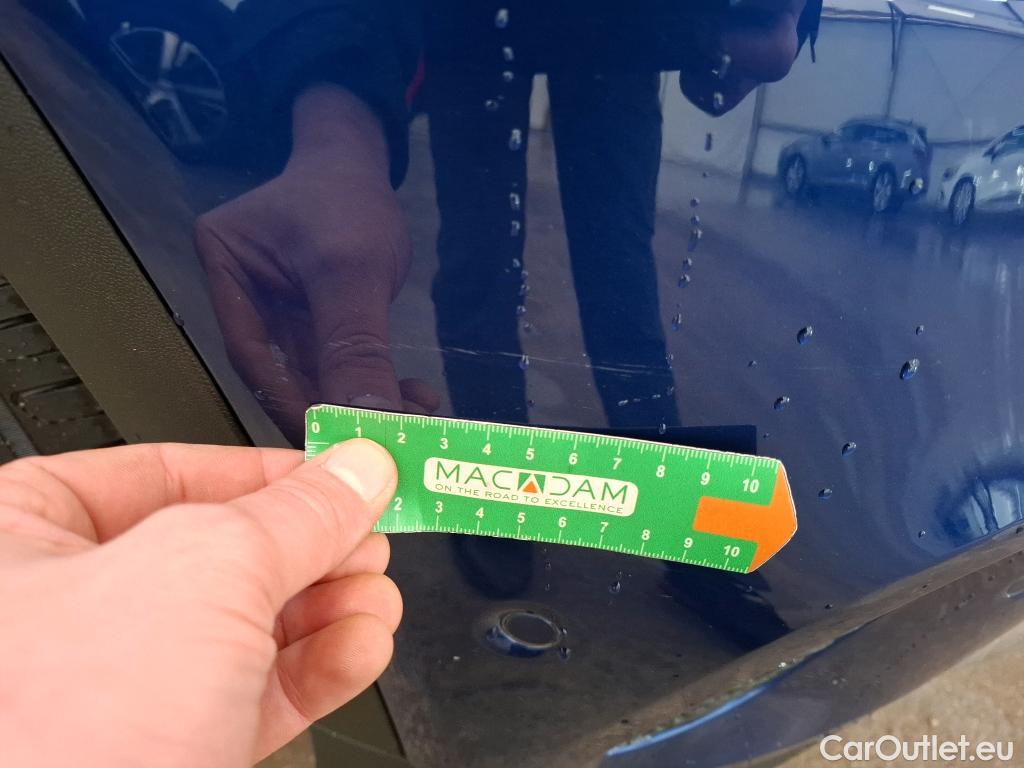 0 1 2 3 4 5 6 7 8 9 10
MACADAM
ON THE ROAD TO EXCELLENCE
2 3 4 5 6 7 8 9 10
CarOutlet.eu